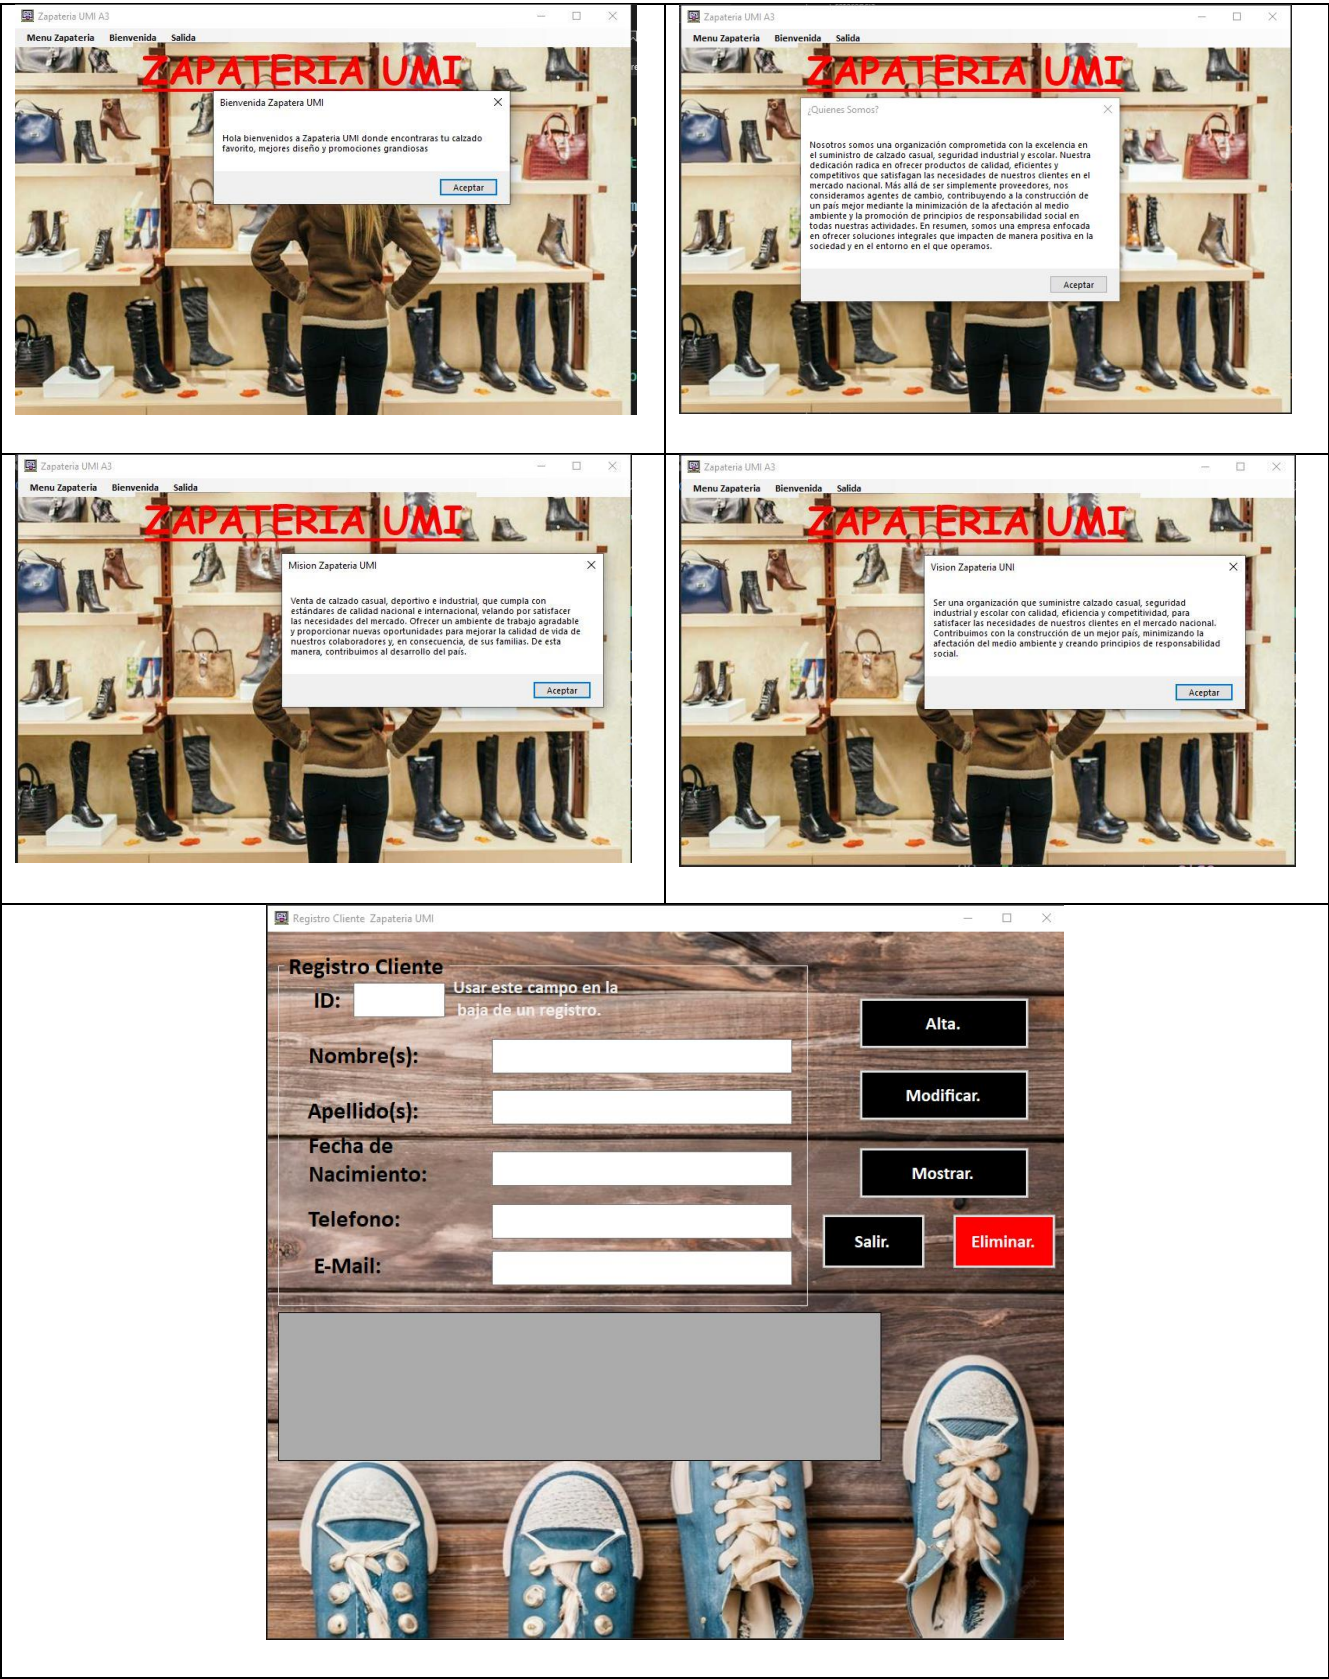 Zapateria UMI A3
Menu Zapateria Bienvenida Salida
ZAPATERIA UMI
Bienvenida Zapatera UMI
Hola bienvenidos a Zapateria UMI donde encontraras tu calzado
favorito, mejores diseño y promociones grandiosas
Aceptar
Zapateria UMI A3
Menu Zapateria Bienvenida Salida
ZAPATERIA UMI
¿Quienes Somos?
Nosotros somos una organización comprometida con la excelencia en
el suministro de calzado casual, seguridad industrial y escolar. Nuestra
dedicación radica en ofrecer productos de calidad, eficientes y
competitivos que satisfagan las necesidades de nuestros clientes en el
mercado nacional. Más allá de ser simplemente proveedores, nos
consideramos agentes de cambio, contribuyendo a la construcción de
un país mejor mediante la minimización de la afectación al medio
ambiente y la promoción de principios de responsabilidad social en
todas nuestras actividades. En resumen, somos una empresa enfocada
en ofrecer soluciones integrales que impacten de manera positiva en la
sociedad y en el entorno en el que operamos.
Aceptar
Zapateria UMI A3
Menu Zapateria Bienvenida Salida
ZAPATERIA UMI
Mision Zapateria UMI
Venta de calzado casual, deportivo e industrial, que cumpla con
estándares de calidad nacional e internacional, velando por satisfacer
las necesidades del mercado. Ofrecer un ambiente de trabajo agradable
y proporcionar nuevas oportunidades para mejorar la calidad de vida de
nuestros colaboradores y, en consecuencia, de sus familias. De esta
manera, contribuimos al desarrollo del país.
Aceptar
Zapateria UMI A3
Menu Zapateria Bienvenida Salida
ZAPATERIA UMI
Vision Zapateria UNI
Ser una organización que suministre calzado casual, seguridad
industrial y escolar con calidad, eficiencia y competitividad, para
satisfacer las necesidades de nuestros clientes en el mercado nacional.
Contribuimos con la construcción de un mejor país, minimizando la
afectación del medio ambiente y creando principios de responsabilidad
social.
Aceptar
Registro Cliente Zapateria UMI
Registro Cliente
ID:
Usar este campo en la
baja de un registro.
Nombre(s):
Apellido(s):
Fecha de
Nacimiento:
Telefono:
E-Mail:
Alta.
Modificar.
Mostrar.
Salir.
Eliminar.